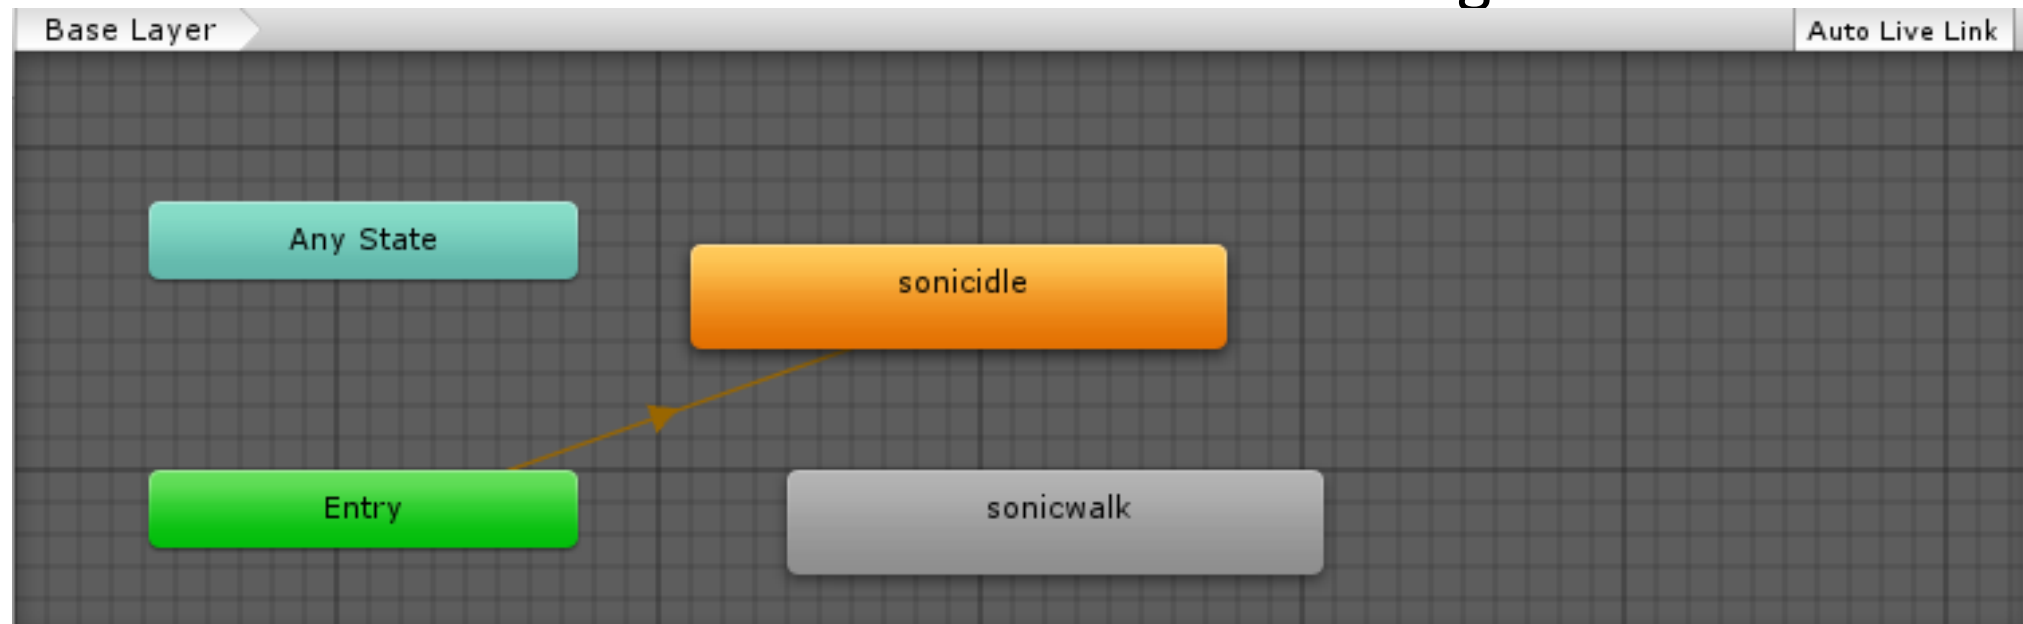 Base Layer
Auto Live Link
Any State
sonicidle
Entry
sonicwalk